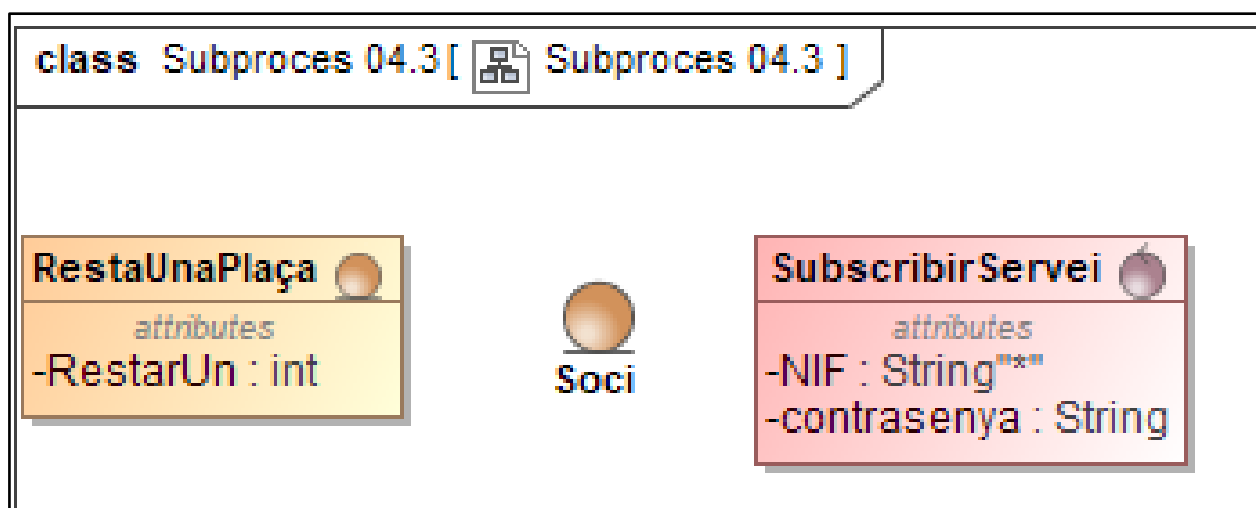 class Subproces 04.3 [ Subproces 04.3 ]
RestaUnaPlaça
attributes
-RestarUn : int
Soci
SubscribirServei
attributes
-NIF : String"*"
-contrasenya : String